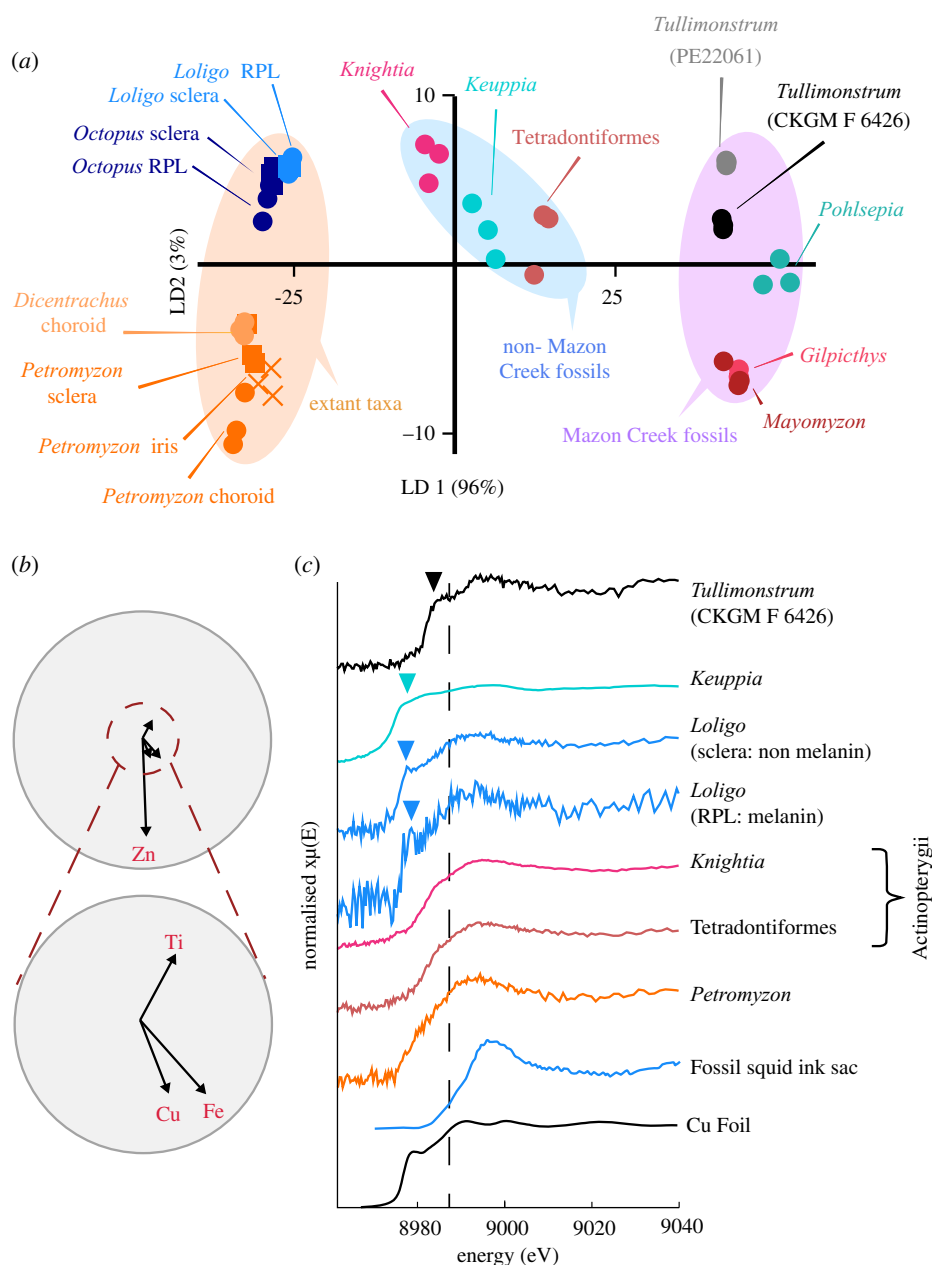 (a)
Tullimonstrum
(PE22061)
Loligo RPL
Loligo sclera
Knightia
10
Keuppia
Tullimonstrum
(CKGM F 6426)
Octopus sclera
Tetradontiformes
Octopus RPL
Pohlsepia
LD2 (3%)
-25
25
Dicentrachus
choroid
non- Mazon
Creek fossils
Gilpicthys
Petromyzon
sclera
extant taxa
Mayomyzon
Mazon Creek fossils
Petromyzon iris
−10
Petromyzon choroid
LD 1 (96%)
(b)
Zn
Ti
Cu
Fe
(c)
Tullimonstrum
(CKGM F 6426)
Keuppia
Loligo
(sclera: non melanin)
Loligo
(RPL: melanin)
Knightia
Tetradontiformes
Actinopterygii
Petromyzon
Fossil squid ink sac
Cu Foil
normalised xμ(E)
8980
9000
9020
9040
energy (eV)